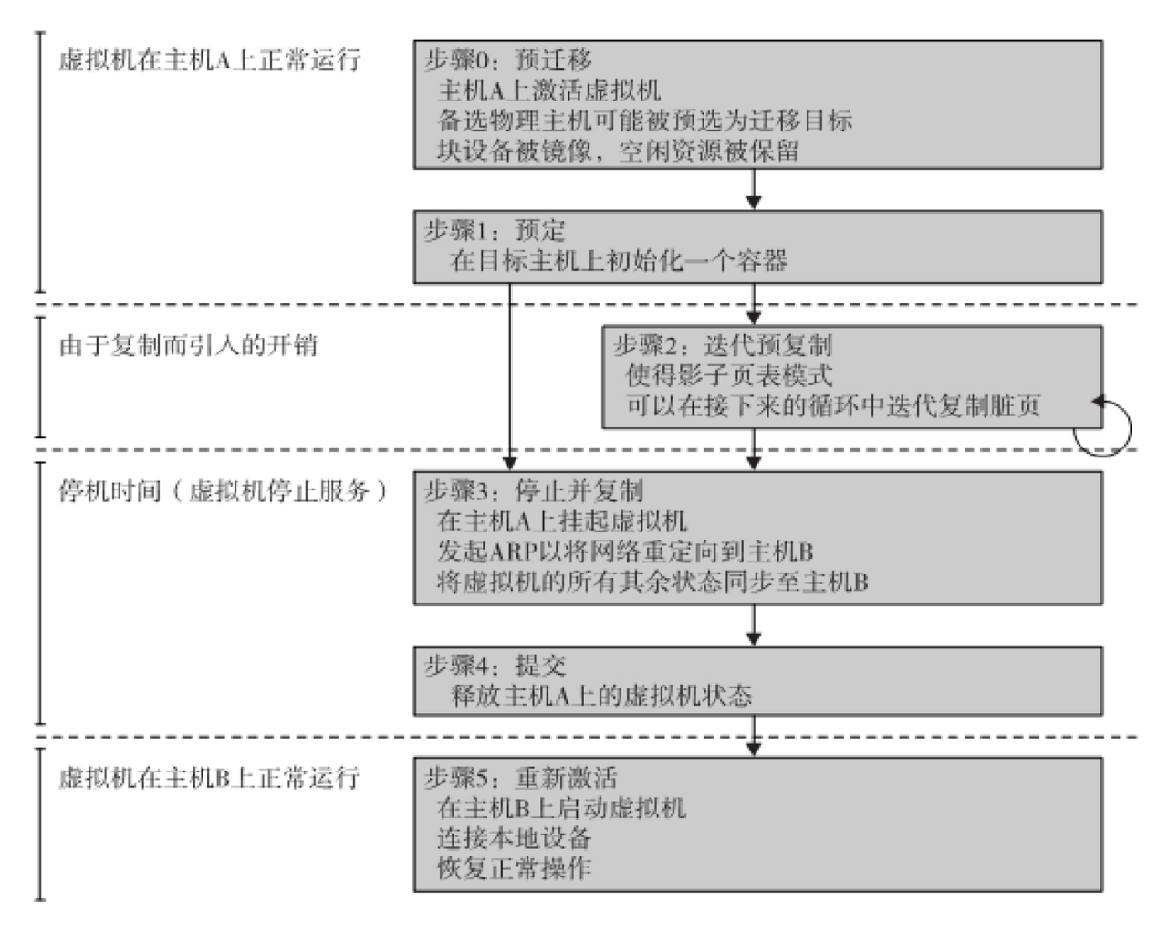 虚拟机在主机A上正常运行
步骤0：预迁移
主机A上激活虚拟机
备选物理主机可能被预选为迁移目标
块设备被镜像，空闲资源被保留
步骤1：预定
在目标主机上初始化一个容器
由于复制而引人的开销
步骤2：迭代预复制
使得影子页表模式
可以在接下来的循环中迭代复制脏页
停机时间（虚拟机停止服务）
步骤3：停止并复制
在主机A上挂起虚拟机
发起ARP以将网络重定向到主机B
将虚拟机的所有其余状态同步至主机B
步骤4：提交
释放主机A上的虚拟机状态
虚拟机在主机B上正常运行
步骤5：重新激活
在主机B上启动虚拟机
连接本地设备
恢复正常操作